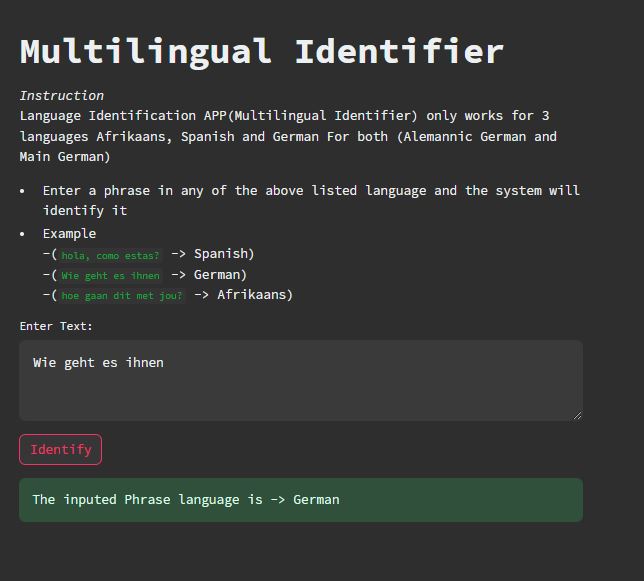 Multilingual Identifier
Instruction
Language Identification APP(Multilingual Identifier) only works for 3
languages Afrikaans, Spanish and German For both (Alemannic German and
Main German)
• Enter a phrase in any of the above listed language and the system will
identify it
• Example
-(hola, como estas? -> Spanish)
-(Wie geht es ihnen -> German)
-(hoe gaan dit met jou? -> Afrikaans)
Enter Text:
Wie geht es ihnen
Identify
The inputed Phrase language is -> German